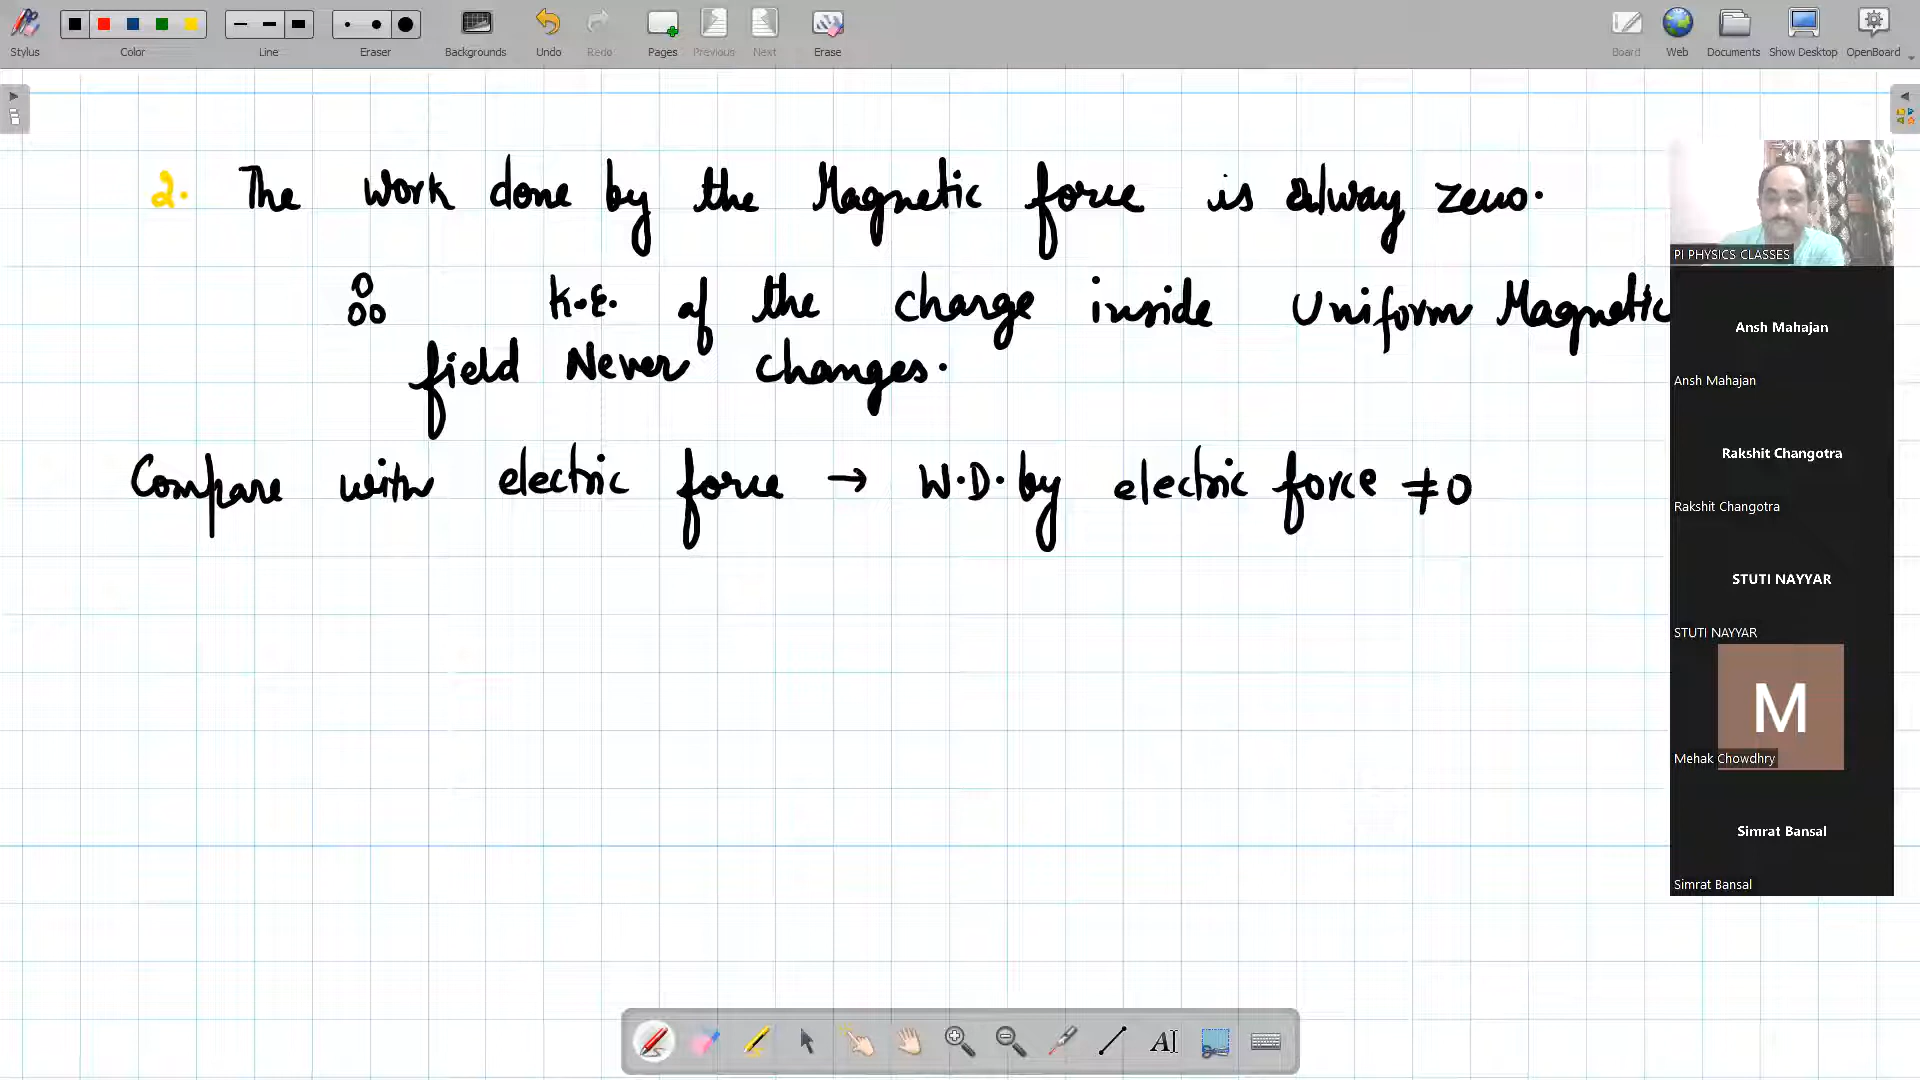 Stylus
Color
Line
Eraser
Backgrounds
Undo
Redo
Pages
Previous
Next
Erase
Board
Web
Documents
Show Desktop
OpenBoard
2. The Work done by the Magnetic force is alway zero.
∴ K.E. of the charge inside Uniform Magnetic
field Never changes.
Compare with electric force → W.D. by electric force ≠ 0
PI PHYSICS CLASSES
Ansh Mahajan
Ansh Mahajan
Rakshit Changotra
Rakshit Changotra
STUTI NAYYAR
STUTI NAYYAR
M
Mehak Chowdhry
Simrat Bansal
Simrat Bansal